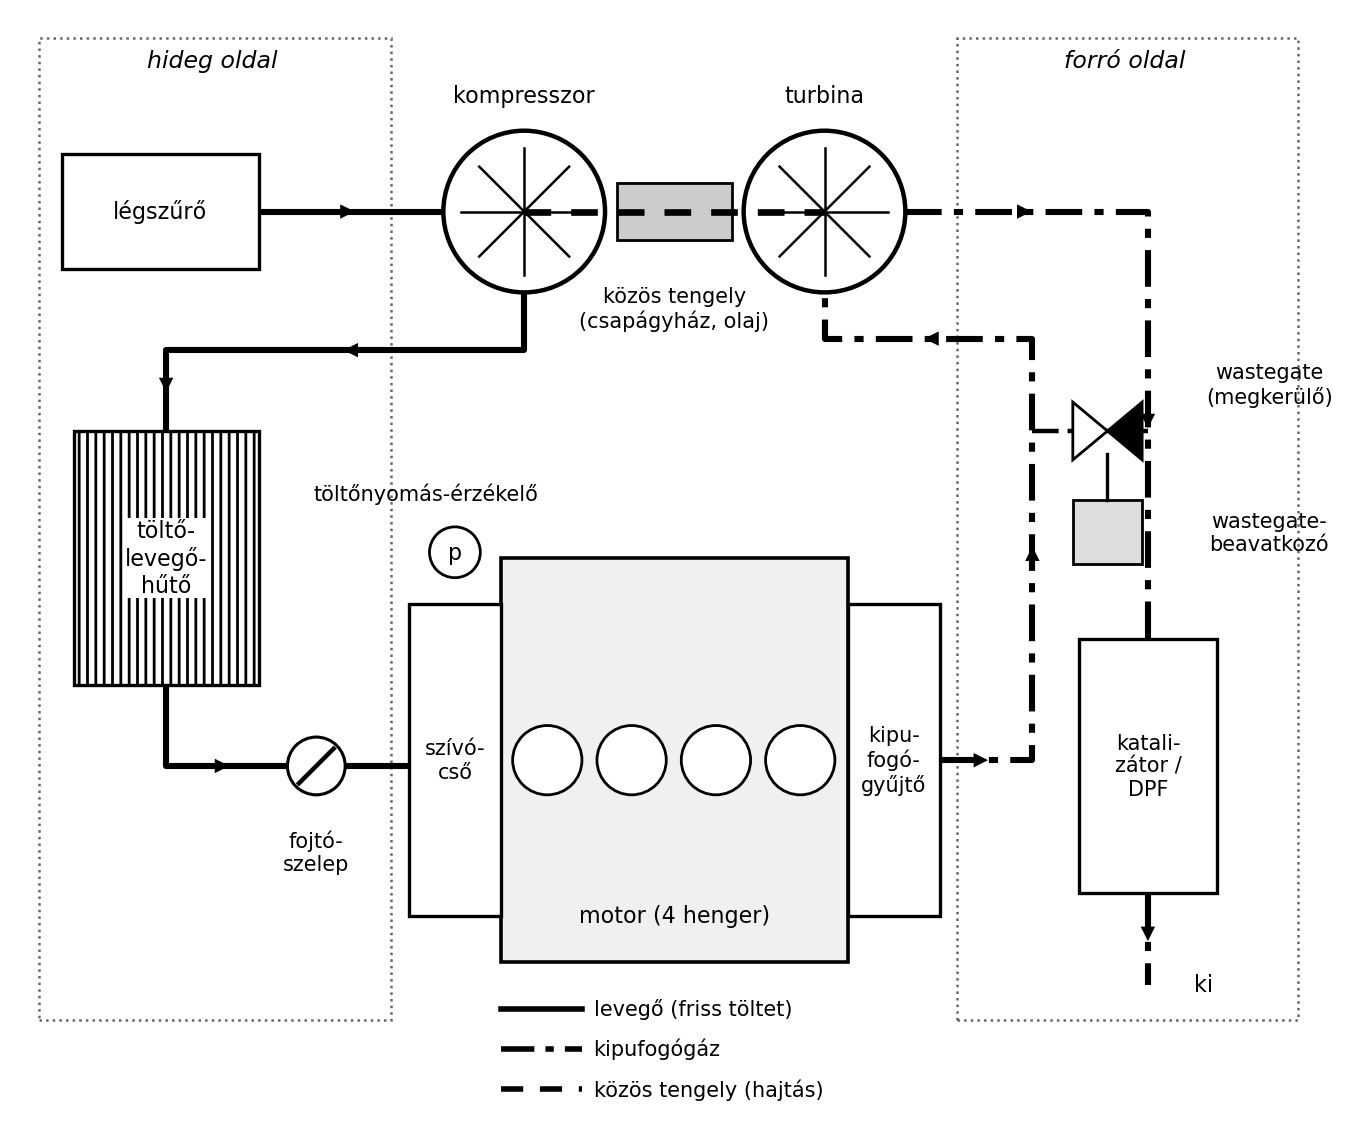 hideg oldal
forró oldal
kompresszor
turbina
légszűrő
közös tengely
(csapágyház, olaj)
wastegate
(megkerülő)
töltőnyomás-érzékelő
p
töltő-
levegő-
hűtő
wastegate-
beavatkozó
szívó-
cső
kipu-
fogó-
gyűjtő
katali-
zátor /
DPF
fojtó-
szelep
motor (4 henger)
ki
levegő (friss töltet)
kipufogógáz
közös tengely (hajtás)